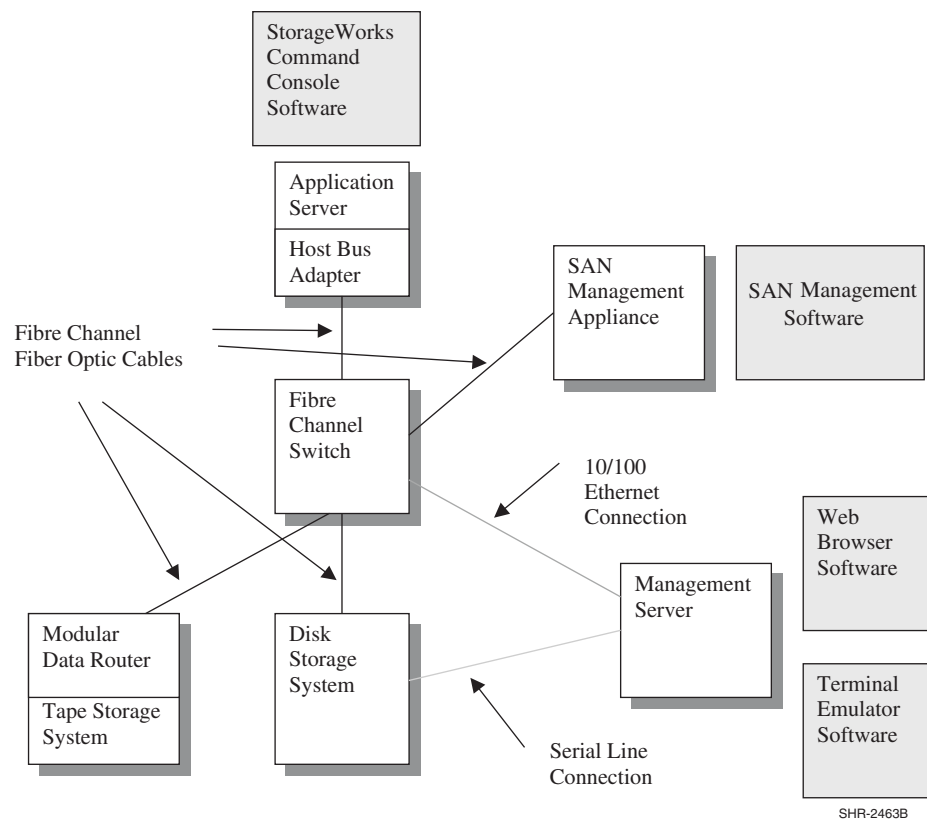 StorageWorks
Command
Console
Software
Application
Server
Host Bus
Adapter
SAN
Management
Appliance
SAN Management
Software
Fibre Channel
Fiber Optic Cables
Fibre
Channel
Switch
10/100
Ethernet
Connection
Web
Browser
Software
Management
Server
Modular
Data Router
Tape Storage
System
Disk
Storage
System
Terminal
Emulator
Software
Serial Line
Connection
SHR-2463B